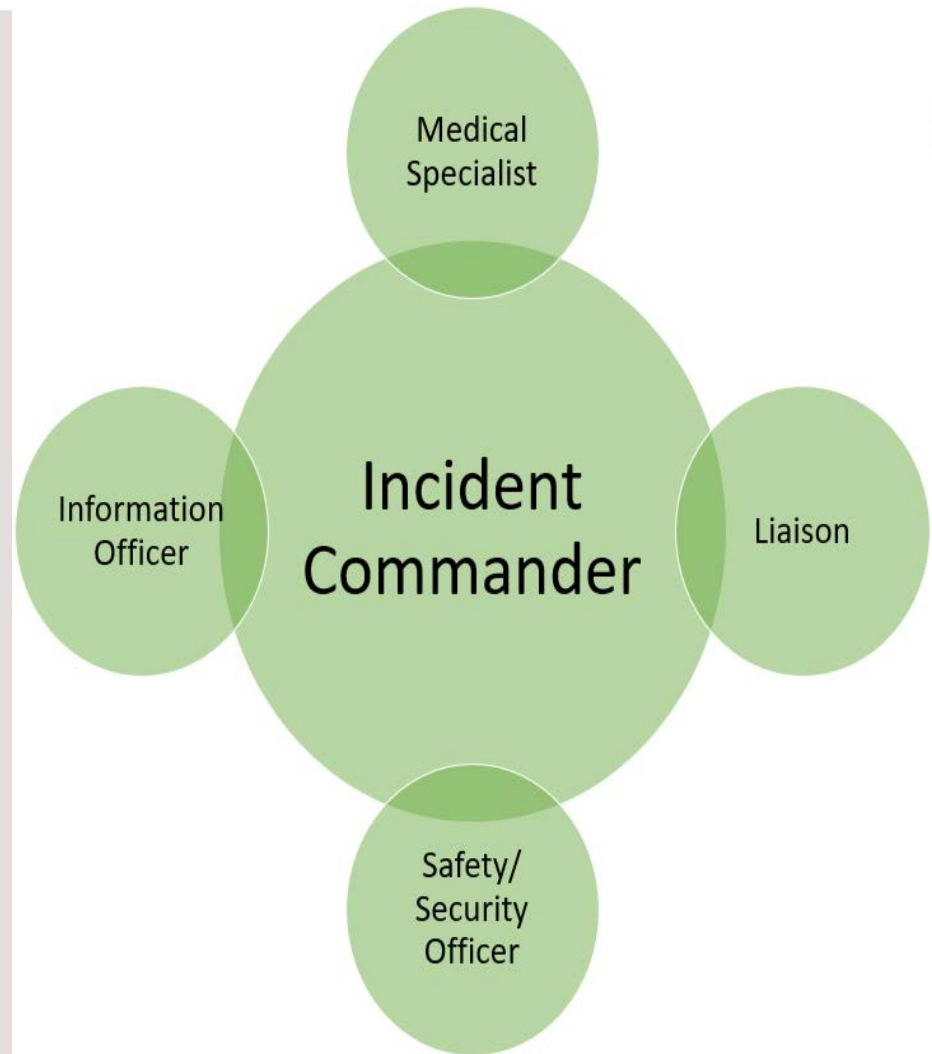 Medical
Specialist
Information
Officer
Incident
Commander
Liaison
Safety/
Security
Officer